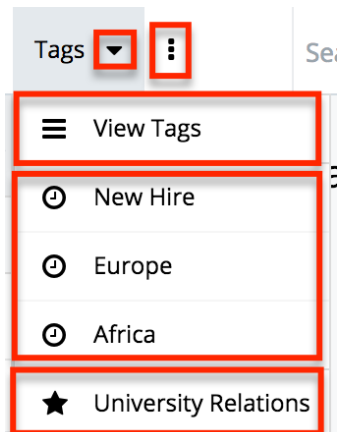 Tags
Sea
View Tags
New Hire
Europe
Africa
University Relations